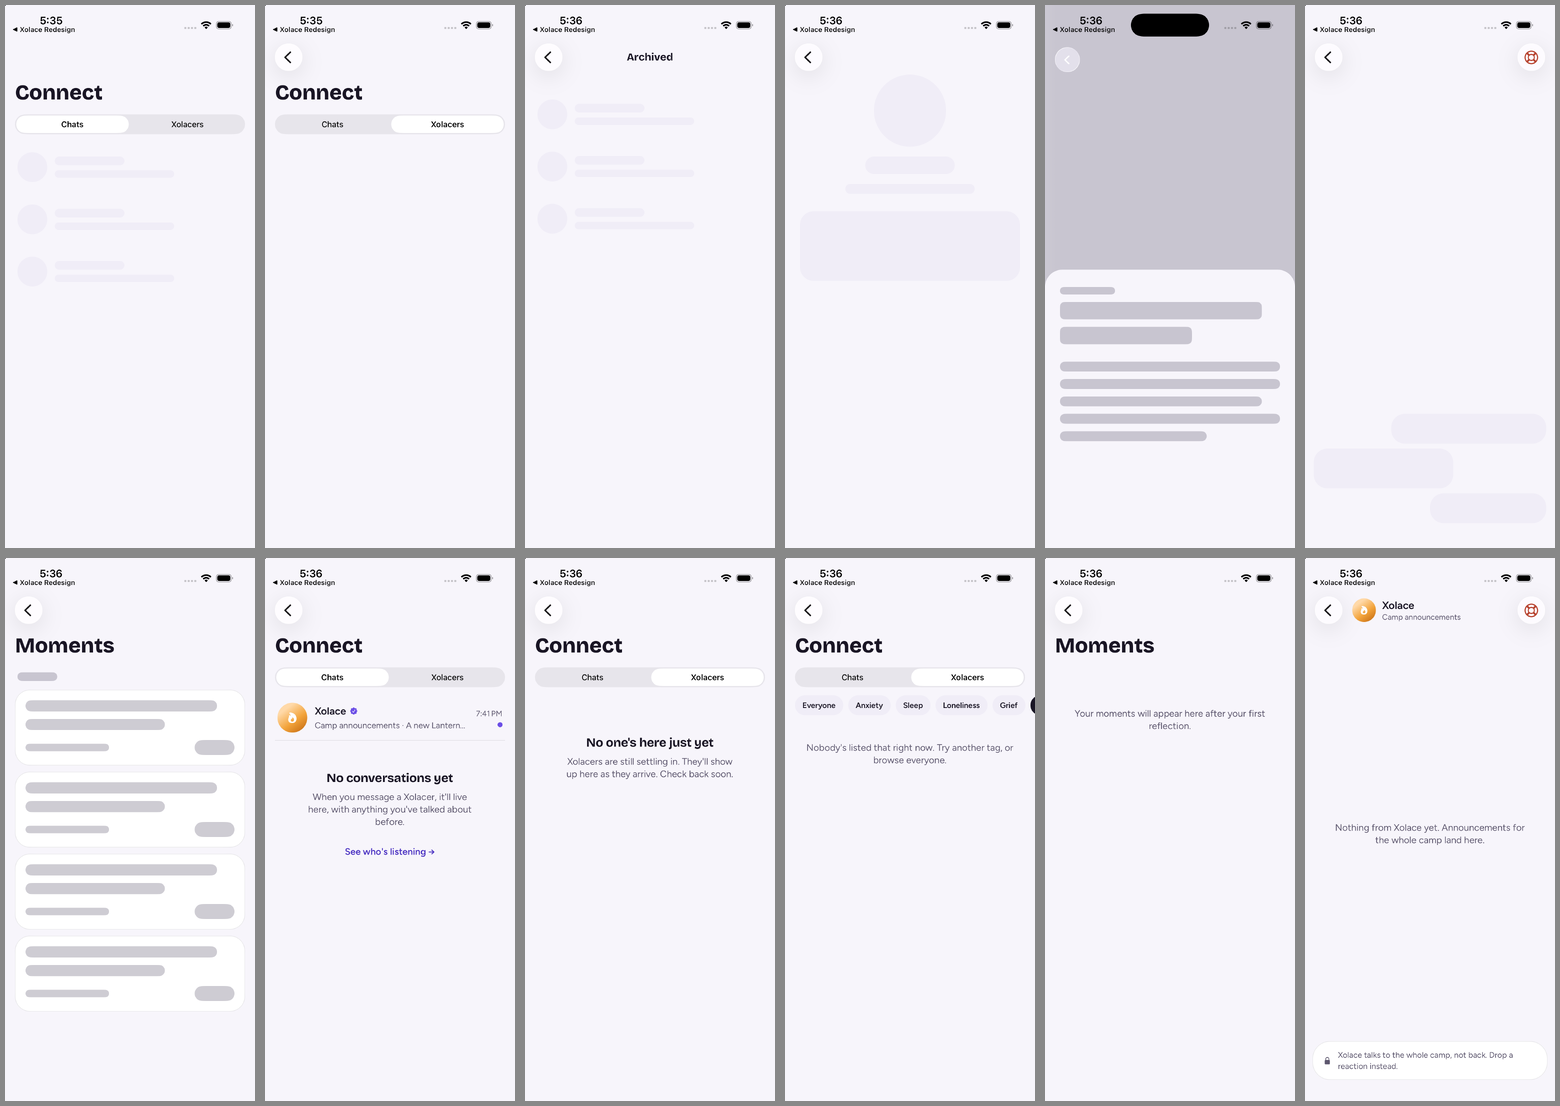 5:35
◀ Xolace Redesign
Connect
Chats
Xolacers
5:35
◀ Xolace Redesign
Connect
Chats
Xolacers
5:36
◀ Xolace Redesign
Archived
5:36
◀ Xolace Redesign
5:36
◀ Xolace Redesign
5:36
◀ Xolace Redesign
5:36
◀ Xolace Redesign
Moments
5:36
◀ Xolace Redesign
Connect
Chats
Xolacers
Xolace
7:41 PM
Camp announcements · A new Lantern...
No conversations yet
When you message a Xolacer, it'll live
here, with anything you've talked about
before.
See who's listening →
5:36
◀ Xolace Redesign
Connect
Chats
Xolacers
No one's here just yet
Xolacers are still settling in. They'll show
up here as they arrive. Check back soon.
5:36
◀ Xolace Redesign
Connect
Chats
Xolacers
Everyone
Anxiety
Sleep
Loneliness
Grief
Nobody's listed that right now. Try another tag, or
browse everyone.
5:36
◀ Xolace Redesign
Moments
Your moments will appear here after your first
reflection.
5:36
◀ Xolace Redesign
Xolace
Camp announcements
Nothing from Xolace yet. Announcements for
the whole camp land here.
Xolace talks to the whole camp, not back. Drop a
reaction instead.